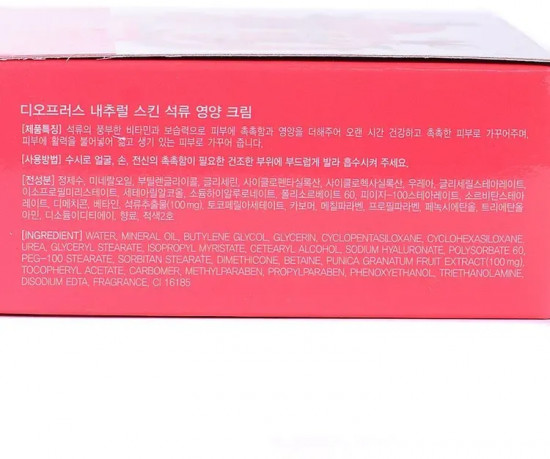 디오프러스 내추럴 스킨 석류 영양 크림
[제품특징] 석류의 풍부한 비타민과 보습력으로 피부에 촉촉함과 영양을 더해주어 오랜 시간 건강하고 촉촉한 피부로 가꾸어주며,
피부에 활력을 불어넣어 맑고 생기 있는 피부로 가꾸어 줍니다.
[사용방법] 수시로 얼굴, 손, 전신의 촉촉함이 필요한 건조한 부위에 부드럽게 발라 흡수시켜 주세요.
[전성분] 정제수, 미네랄오일, 부틸렌글라이콜, 글리세린, 사이클로펜타실록산, 사이클로헥사실록산, 우레아, 글리세릴스테아레이트,
이소프로필미리스테이트, 세테아릴알코올, 소듐하이알루로네이트, 폴리소르베이트 60, 피이지-100스테아레이트, 소르비탄스테아
레이트, 디메치콘, 베타인, 석류추출물(100mg), 토코페릴아세테이트, 카보머, 메칠파라벤, 프로필파라벤, 페녹시에탄올, 트리에탄올
아민, 디소듐이디티에이, 향료, 적색2호
[INGREDIENT] WATER, MINERAL OIL, BUTYLENE GLYCOL, GLYCERIN, CYCLOPENTASILOXANE, CYCLOHEXASILOXANE,
UREA, GLYCERYL STEARATE, ISOPROPYL MYRISTATE, CETEARYL ALCOHOL, SODIUM HYALURONATE, POLYSORBATE 60,
PEG-100 STEARATE, SORBITAN STEARATE, DIMETHICONE, BETAINE, PUNICA GRANATUM FRUIT EXTRACT(100mg),
TOCOPHERYL ACETATE, CARBOMER, METHYLPARABEN, PROPYLPARABEN, PHENOXYETHANOL, TRIETHANOLAMINE,
DISODIUM EDTA, FRAGRANCE, CI 16185